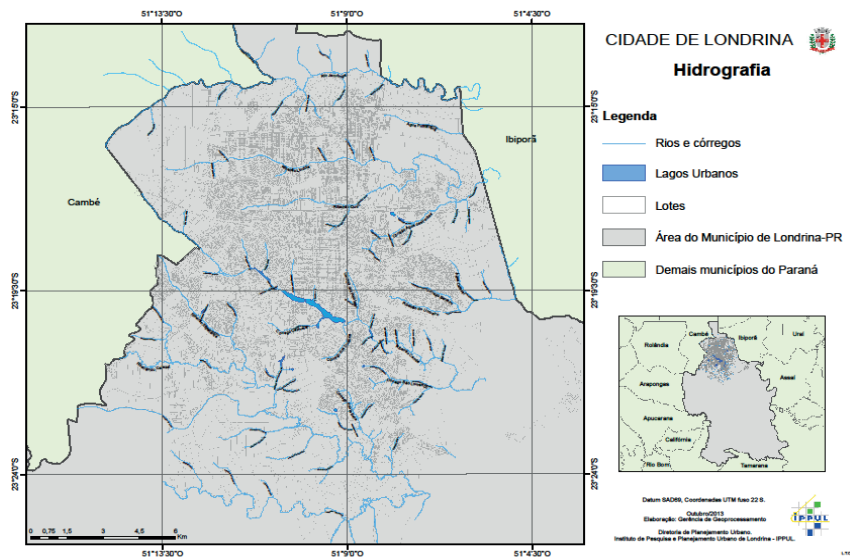 51°13'30"O
51°9'0"O
51°4'30"O
CIDADE DE LONDRINA
Hidrografia
23°15'0"S
23°15'0"S
Legenda
Ibiporã
Rios e córregos
Lagos Urbanos
Cambé
Lotes
Área do Município de Londrina-PR
Demais municípios do Paraná
23°19'30"S
23°19'30"S
Cambé
Ibiporã
Uraí
Rolândia
Arapongas
Assaí
Apucarana
Califórnia
Rio Bom
Tamarana
23°24'0"S
23°24'0"S
Datum SAD69, Coordenadas UTM fuso 22 S.
Outubro/2013
Elaboração: Gerência de Geoprocessamento
Diretoria de Planejamento Urbano.
Instituto de Pesquisa e Planejamento Urbano de Londrina - IPPUL.
IPPUL
0 0,75 1,5 3 4,5 6
Km
51°13'30"O
51°9'0"O
51°4'30"O